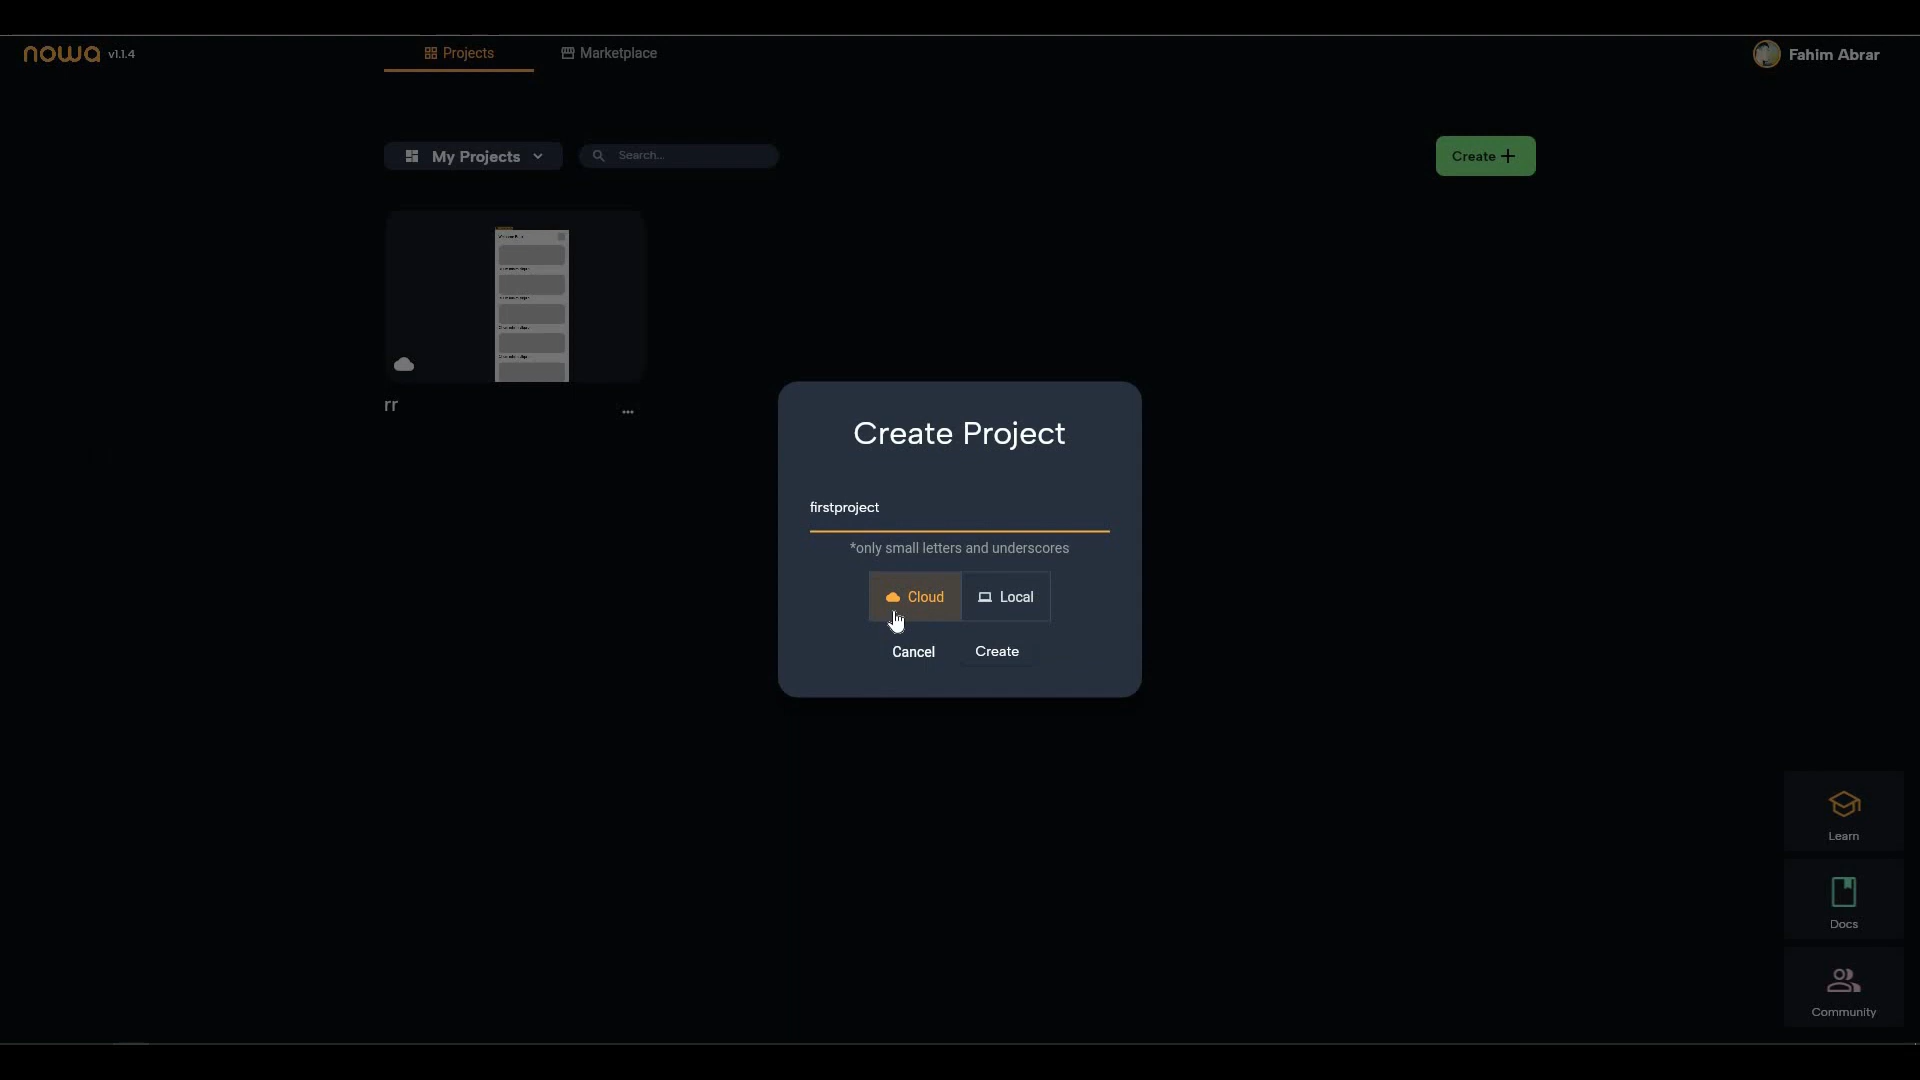 nowa v1.1.4
Projects
Marketplace
Fahim Abrar
My Projects
Search...
Create
rr
Create Project
firstproject
*only small letters and underscores
Cloud
Local
Cancel
Create
Learn
Docs
Community